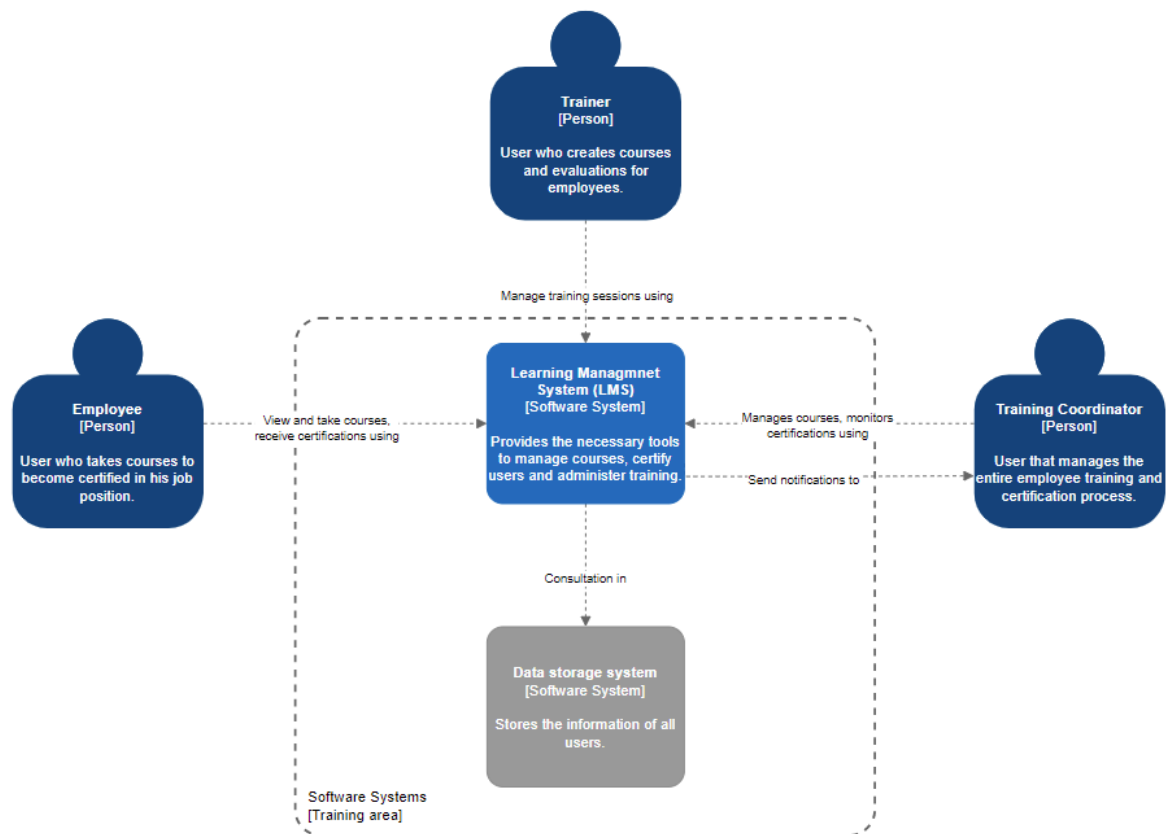 Trainer
[Person]
User who creates courses
and evaluations for
employees.
Manage training sessions using
Employee
[Person]
User who takes courses to
become certified in his job
position.
View and take courses,
receive certifications using
Learning Managmnet
System (LMS)
[Software System]
Provides the necessary tools
to manage courses, certify
users and administer training.
Manages courses, monitors
certifications using
Send notifications to
Training Coordinator
[Person]
User that manages the
entire employee training and
certification process.
Consultation in
Data storage system
[Software System]
Stores the information of all
users.
Software Systems
[Training area]